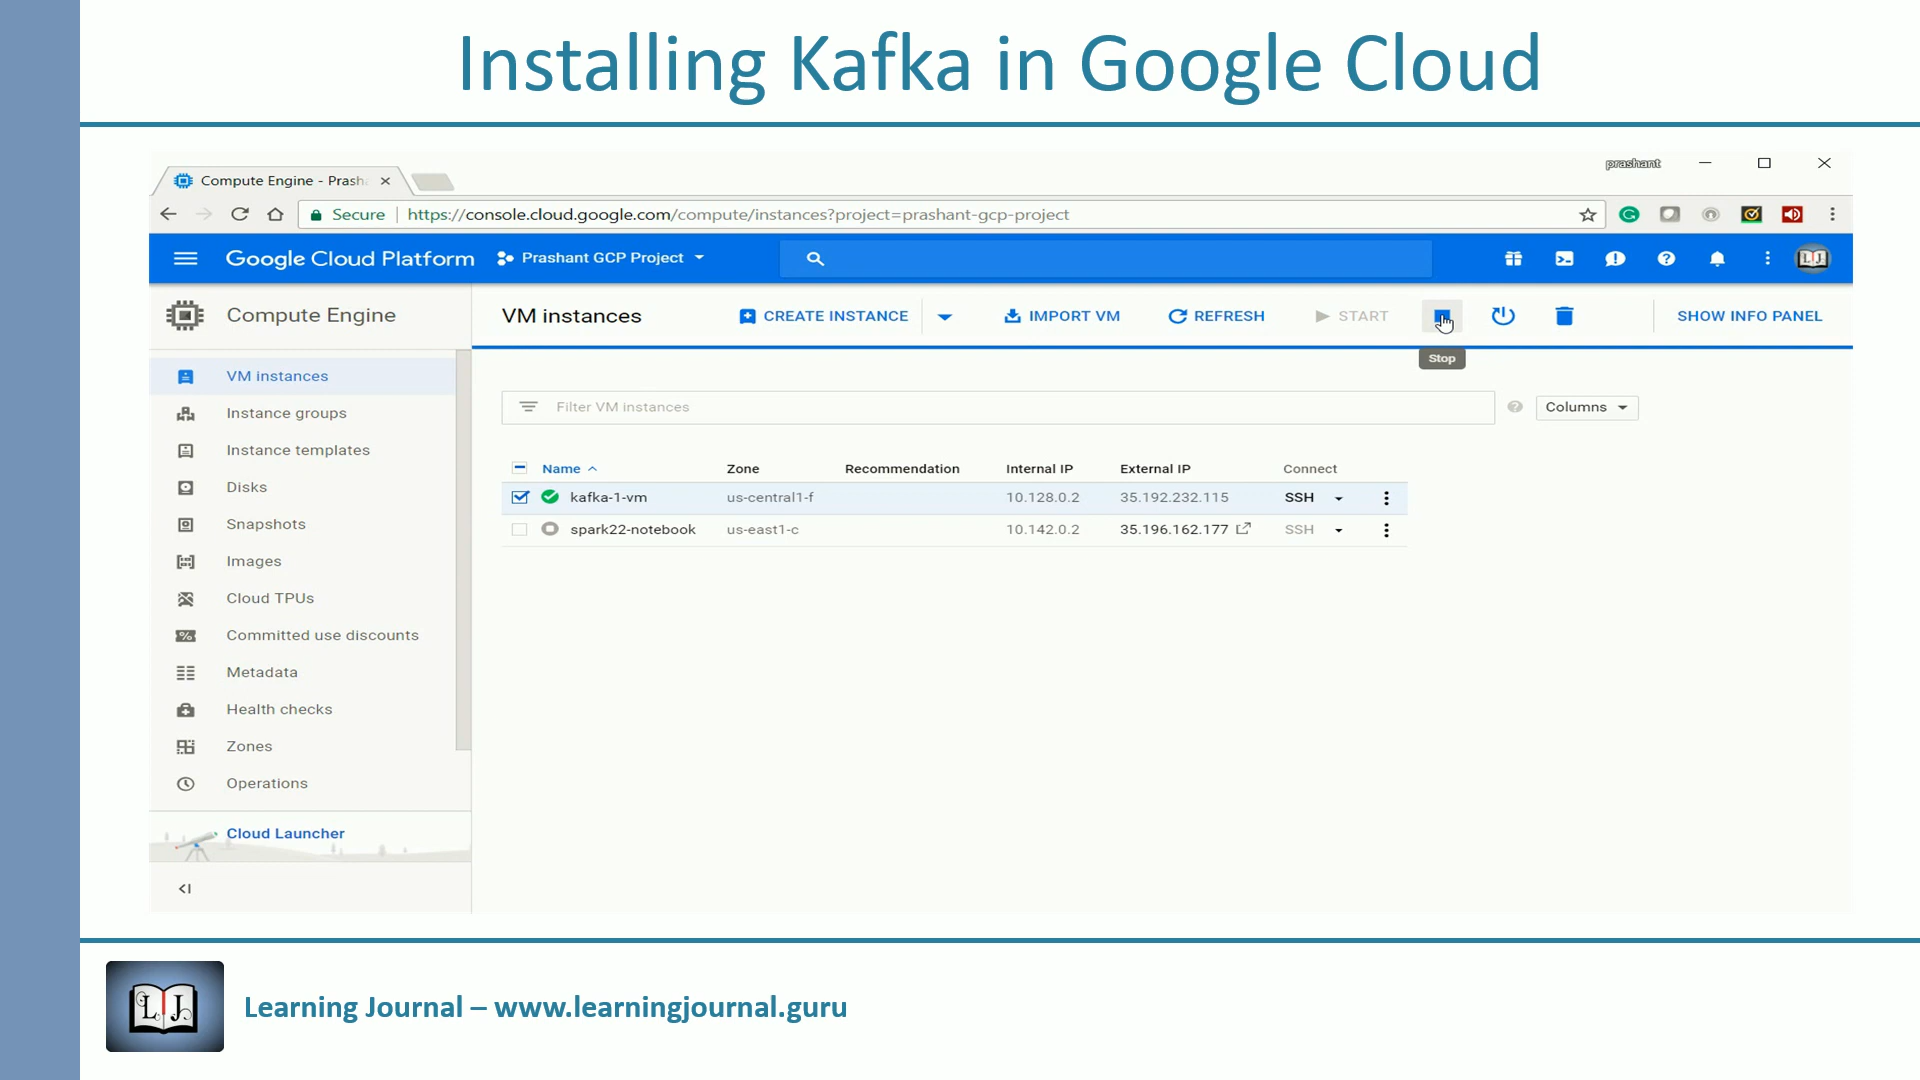 Installing Kafka in Google Cloud
prashant
Compute Engine - Prash
Secure https://console.cloud.google.com/compute/instances?project=prashant-gcp-project
Google Cloud Platform Prashant GCP Project
Compute Engine VM instances CREATE INSTANCE IMPORT VM REFRESH START SHOW INFO PANEL
Stop
VM instances
Instance groups
Instance templates
Disks
Snapshots
Images
Cloud TPUs
Committed use discounts
Metadata
Health checks
Zones
Operations
Cloud Launcher
Filter VM instances Columns
Name Zone Recommendation Internal IP External IP Connect
kafka-1-vm us-central1-f 10.128.0.2 35.192.232.115 SSH
spark22-notebook us-east1-c 10.142.0.2 35.196.162.177 SSH
LJ
Learning Journal – www.learningjournal.guru